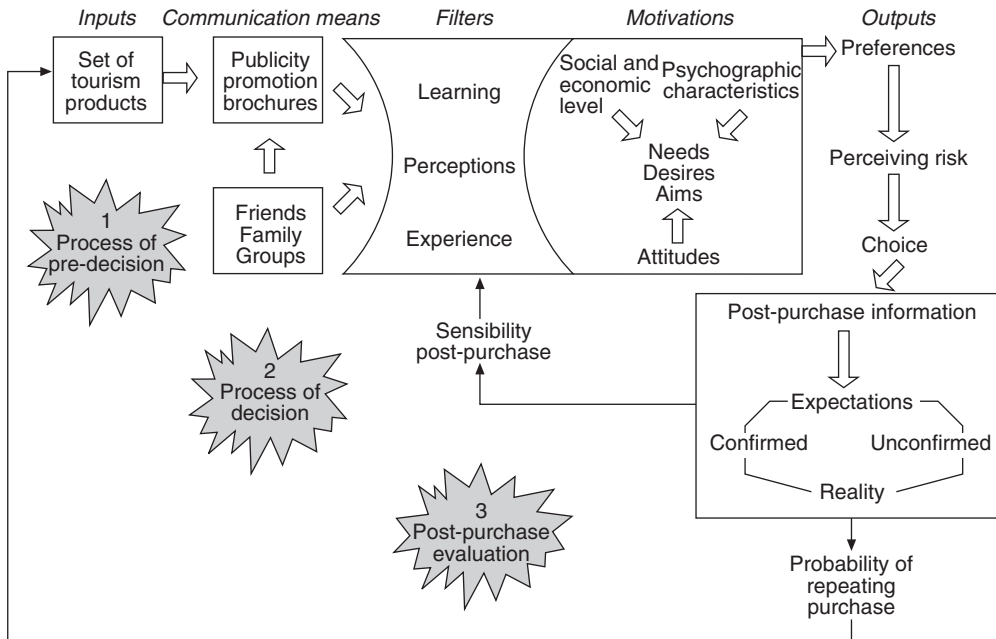 Inputs
Communication means
Filters
Motivations
Outputs
Set of
tourism
products
Publicity
promotion
brochures
Friends
Family
Groups
Learning
Perceptions
Experience
Social and
economic
level
Psychographic
characteristics
Needs
Desires
Aims
Attitudes
Preferences
Perceiving risk
Choice
Post-purchase information
Expectations
Confirmed
Unconfirmed
Reality
Probability of
repeating
purchase
Sensibility
post-purchase
1
Process of
pre-decision
2
Process of
decision
3
Post-purchase
evaluation